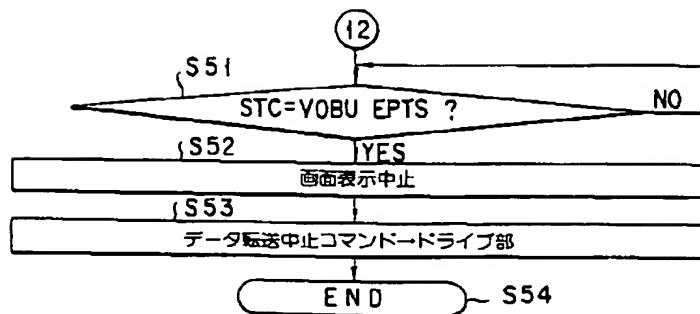 12
S51
STC=VOBU EPTS ?
NO
YES
S52
画面表示中止
S53
データ転送中止コマンド→ドライブ部
END
S54